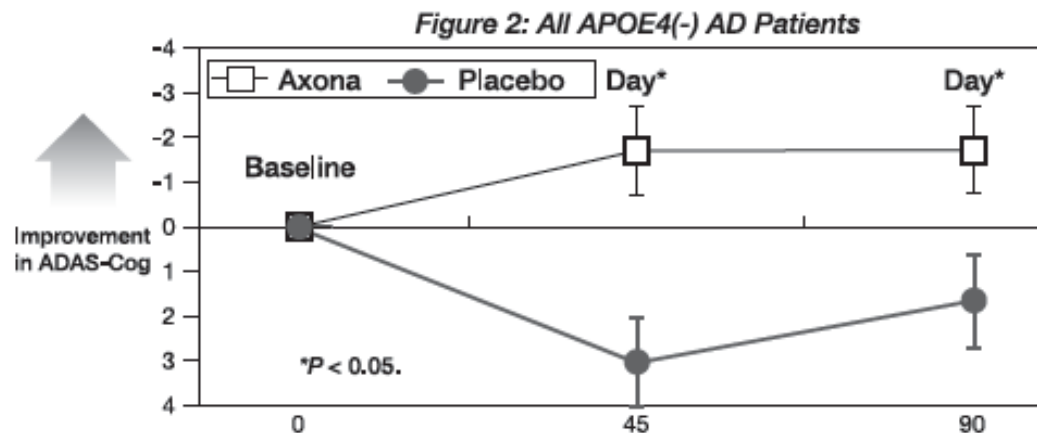 Figure 2: All APOE4(-) AD Patients
-4
Axona Placebo Day* Day*
-3
-2
Baseline
-1
0
Improvement
in ADAS-Cog
1
2
3
*P < 0.05.
4
0 45 90